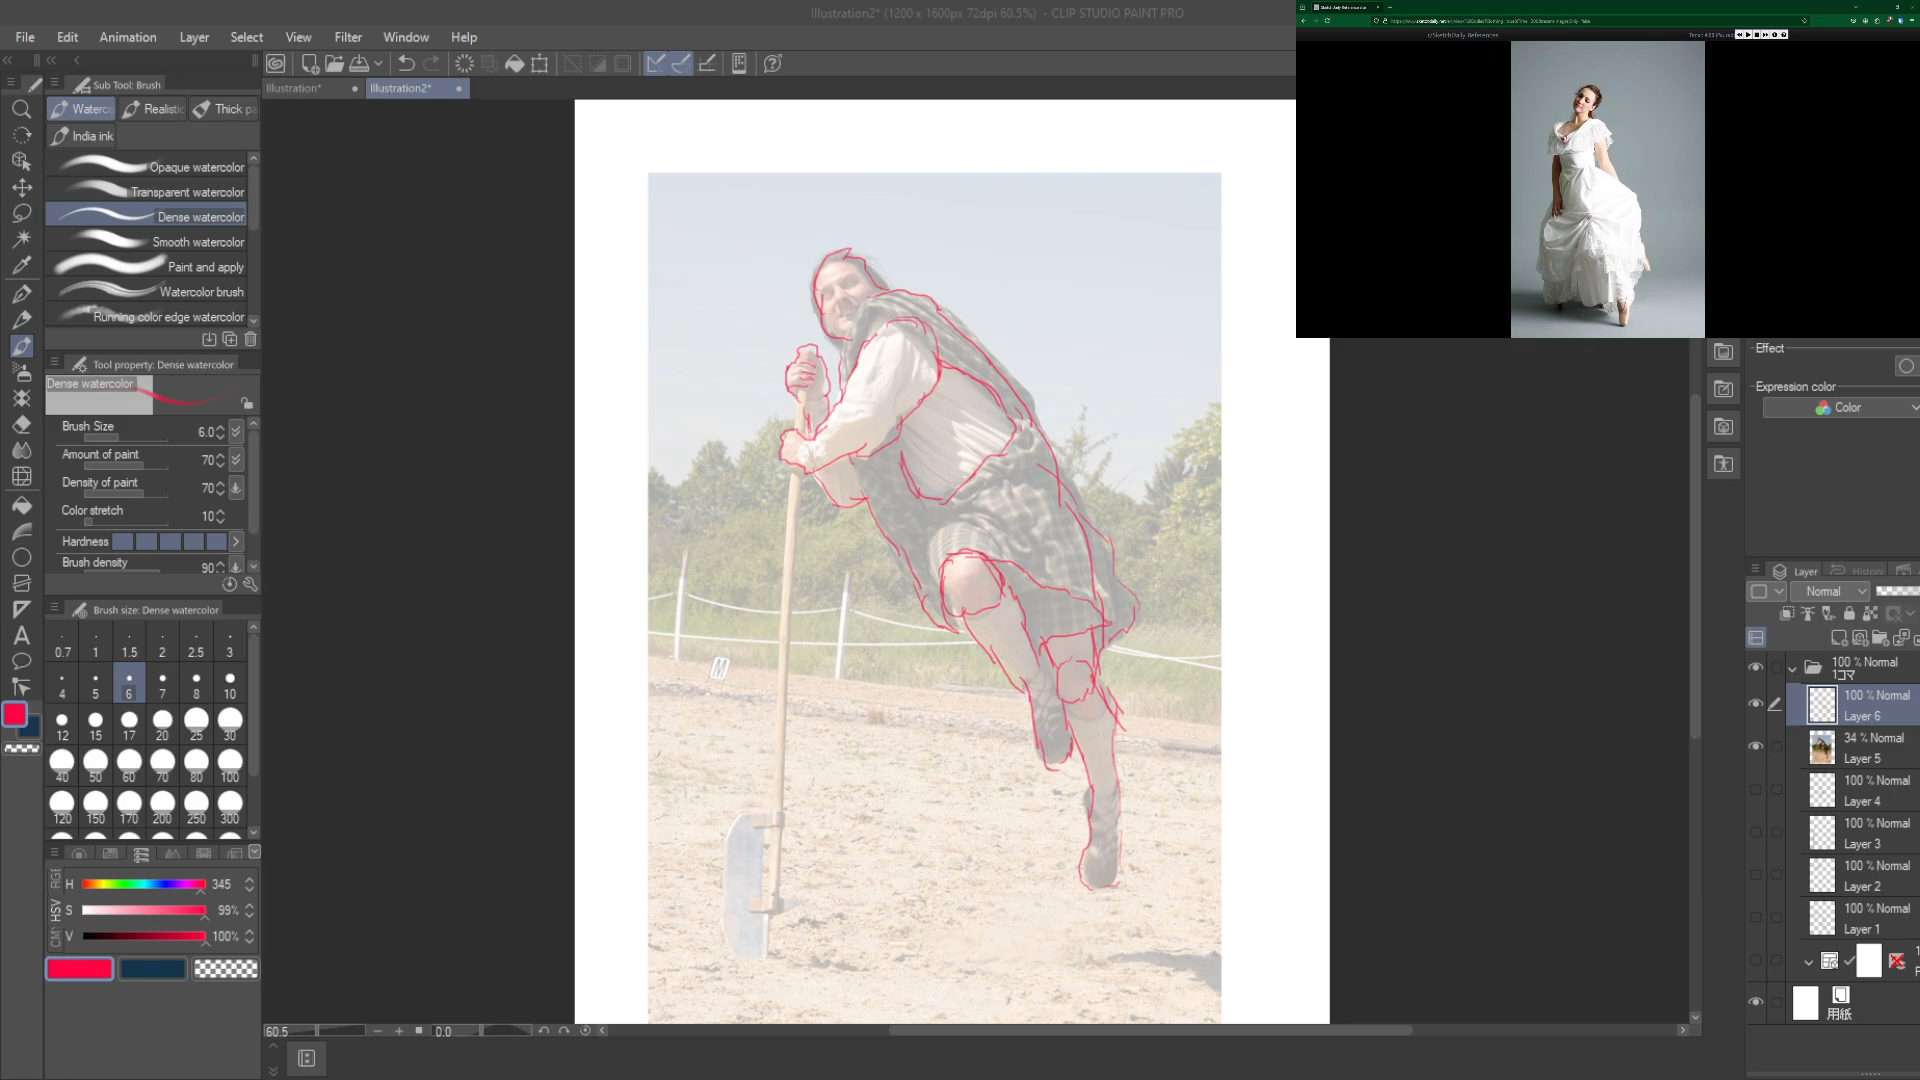 Illustration2* (1200 x 1600px 72dpi 60.5%) - CLIP STUDIO PAINT PRO
File Edit Animation Layer Select View Filter Window Help
Sub Tool: Brush
Illustration* Illustration2*
Waterc Realistic Thick pa
India ink
Opaque watercolor
Transparent watercolor
Dense watercolor
Smooth watercolor
Paint and apply
Watercolor brush
Running color edge watercolor
Tool property: Dense watercolor
Dense watercolor
Brush Size 6.0
Amount of paint 70
Density of paint 70
Color stretch 10
Hardness
Brush density 90
Brush size: Dense watercolor
0.7 1 1.5 2 2.5 3
4 5 6 7 8 10
12 15 17 20 25 30
40 50 60 70 80 100
120 150 170 200 250 300
RGB
HSV
H 345
S 99%
V 100%
60.5 0.0
r/SketchDaily References
Effect
Expression color
Color
Layer History
Normal
100 % Normal
1コマ
100 % Normal
Layer 6
34 % Normal
Layer 5
100 % Normal
Layer 4
100 % Normal
Layer 3
100 % Normal
Layer 2
100 % Normal
Layer 1
用紙